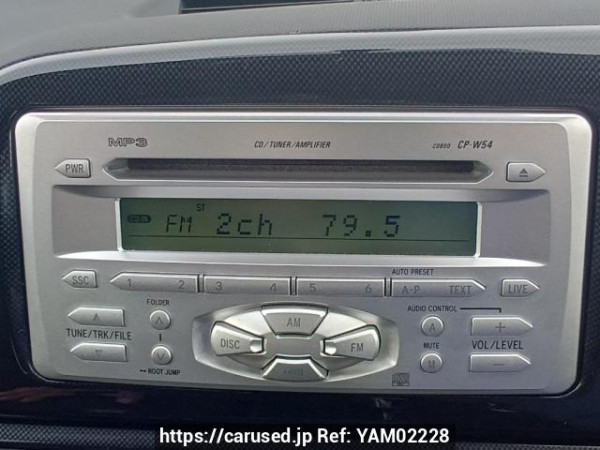 MP3 CD/TUNER/AMPLIFIER CP-W54
PWR
ST
FM 2ch 79.5
AUTO PRESET
SSC 1 2 3 4 5 6 A-P TEXT LIVE
FOLDER
AUDIO CONTROL
AM
A +
TUNE/TRK/FILE
DISC FM
MUTE VOL/LEVEL
M −
ROOT JUMP
https://carused.jp Ref: YAM02228